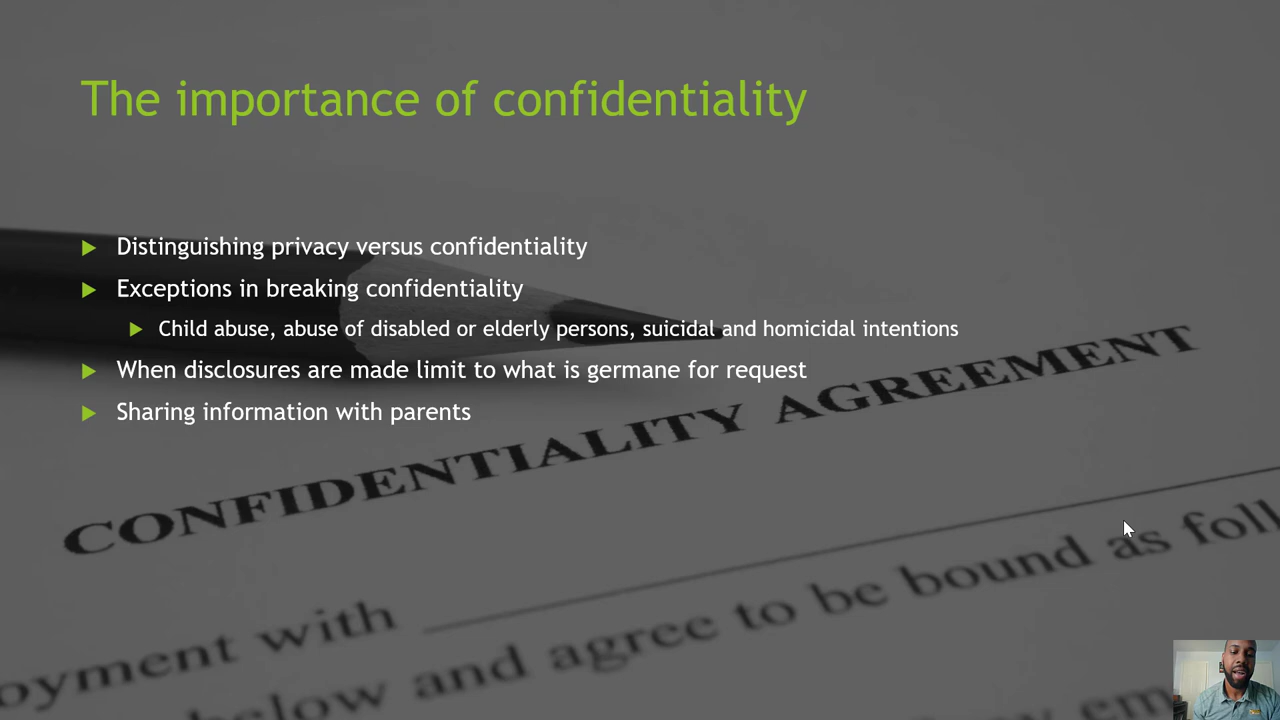 The importance of confidentiality
Distinguishing privacy versus confidentiality
Exceptions in breaking confidentiality
Child abuse, abuse of disabled or elderly persons, suicidal and homicidal intentions
When disclosures are made limit to what is germane for request
Sharing information with parents
CONFIDENTIALITY AGREEMENT
oyment with
below and agree to be bound as foll